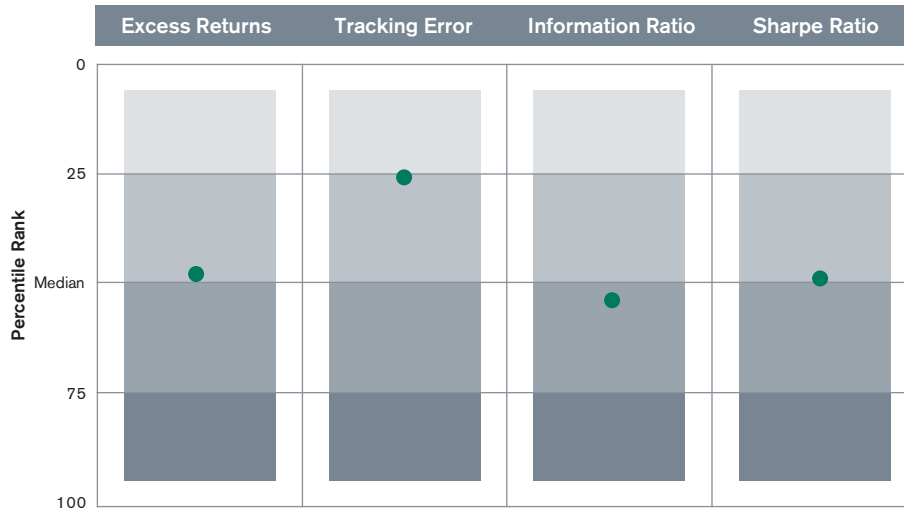 Excess Returns Tracking Error Information Ratio Sharpe Ratio
0
25
Median
75
100
Percentile Rank